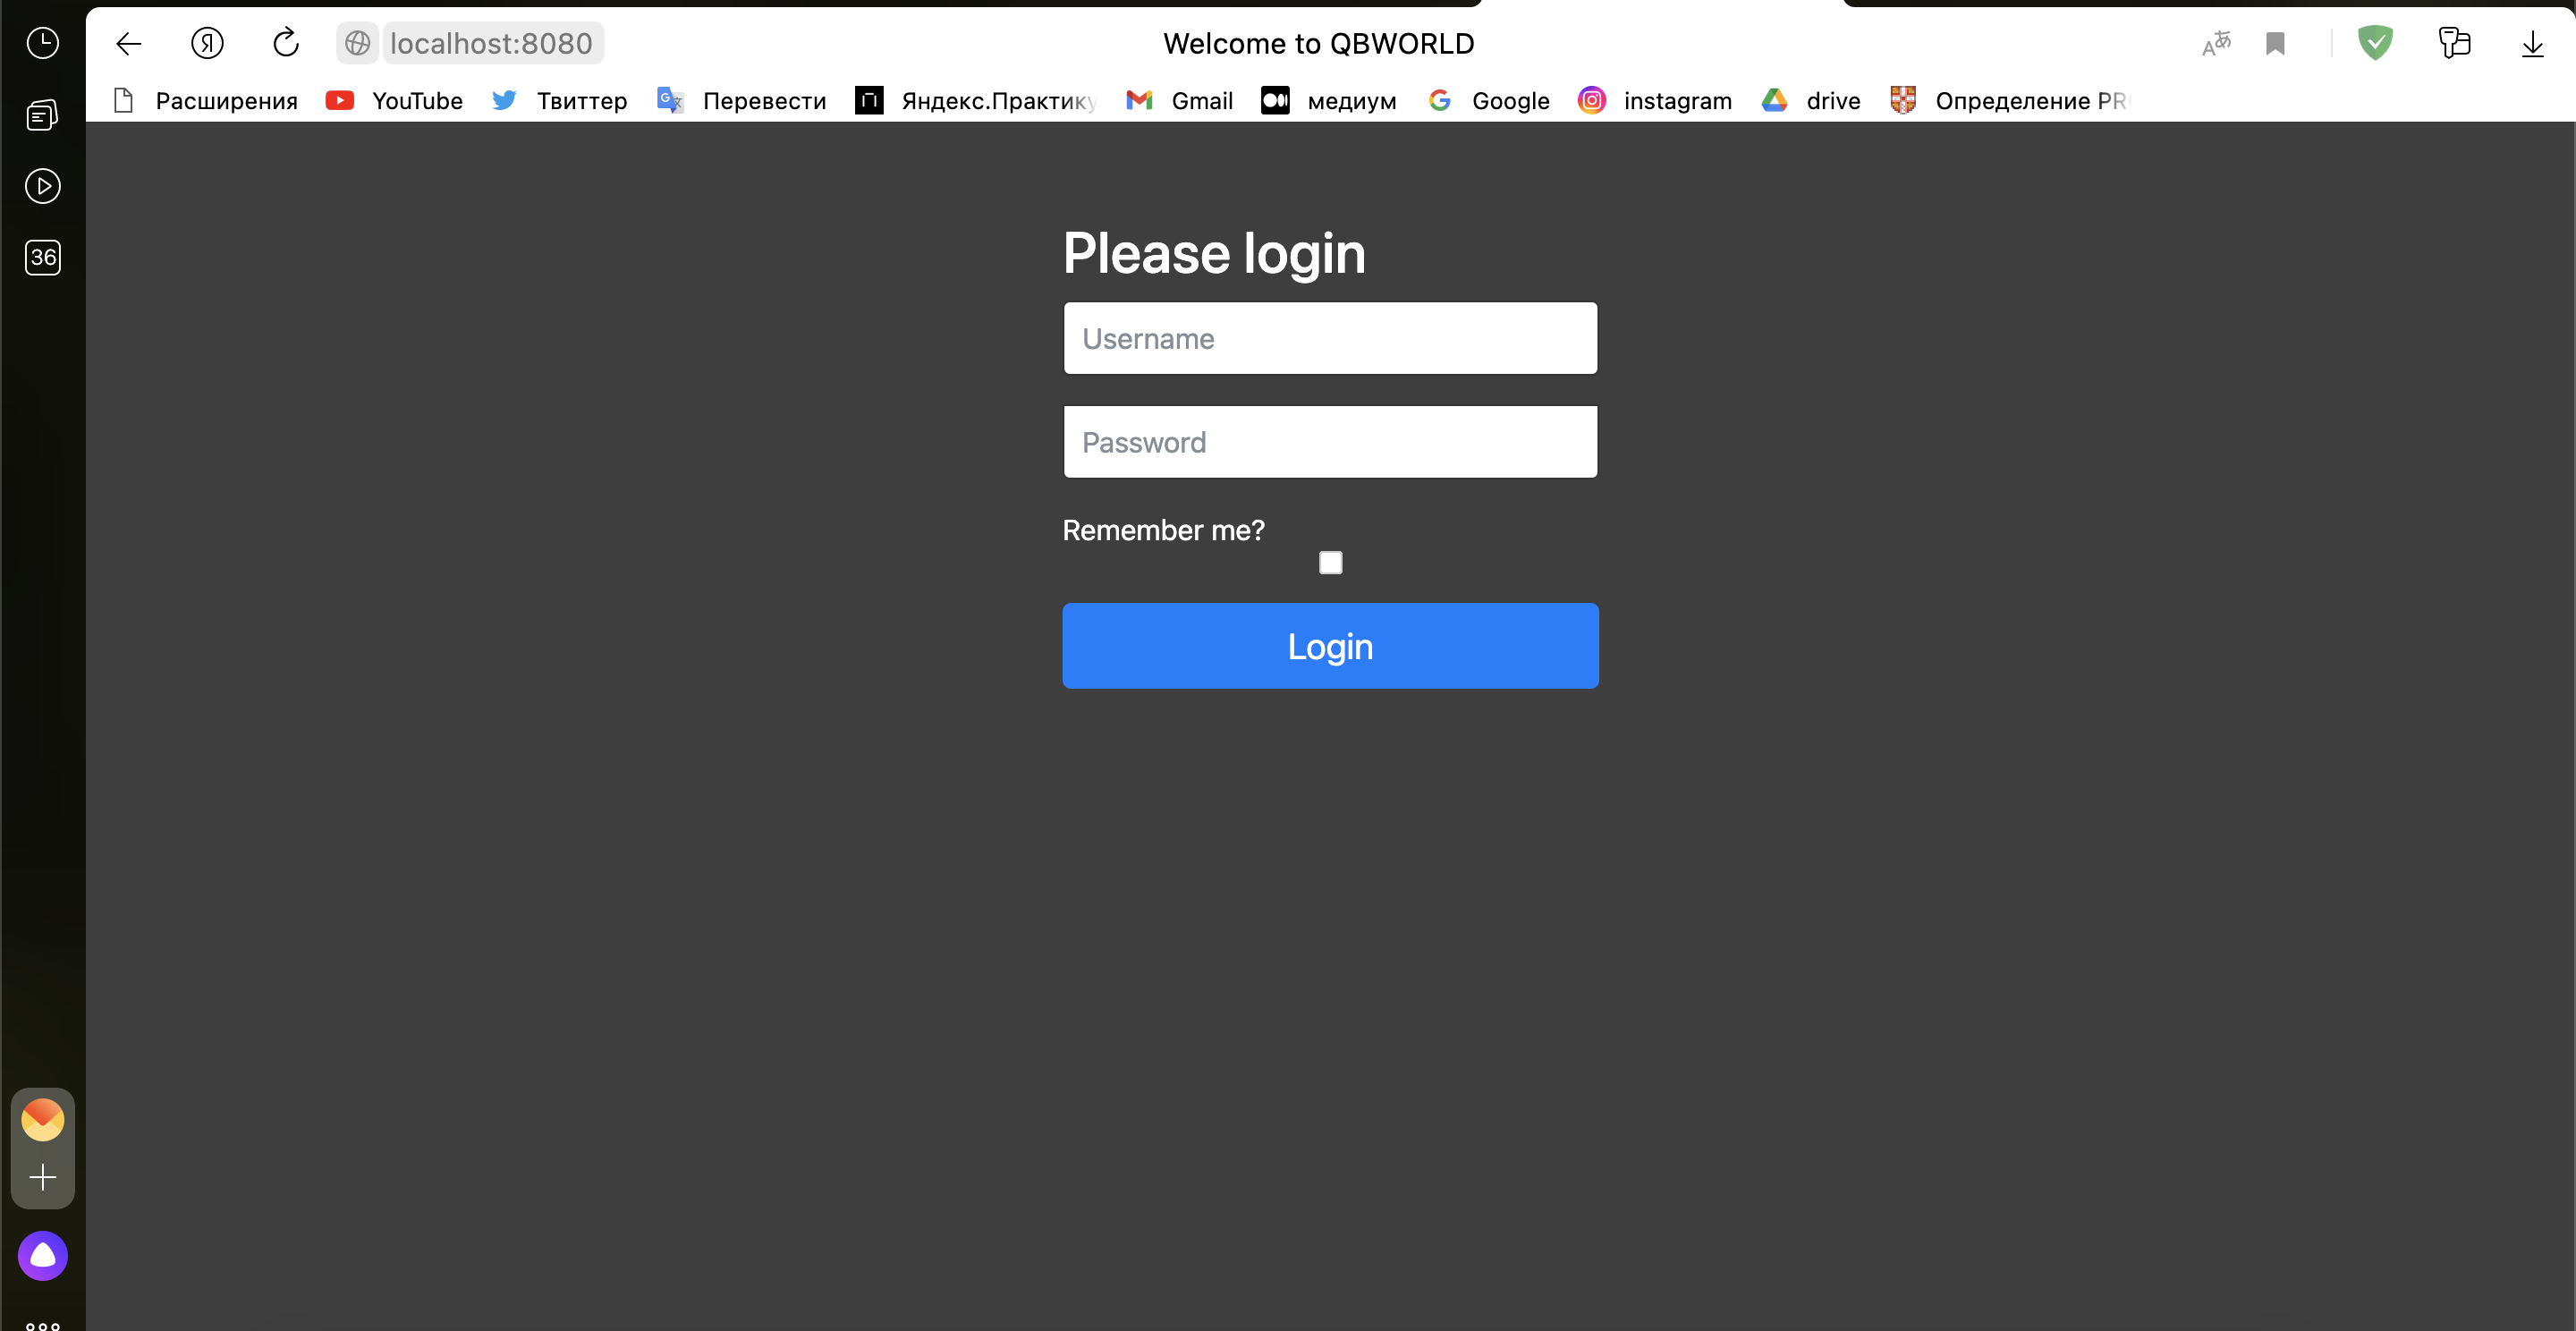 localhost:8080 Welcome to QBWORLD
Расширения YouTube Твиттер Перевести Яндекс.Практику Gmail медиум Google instagram drive Определение PR
36
Please login
Username
Password
Remember me?
Login